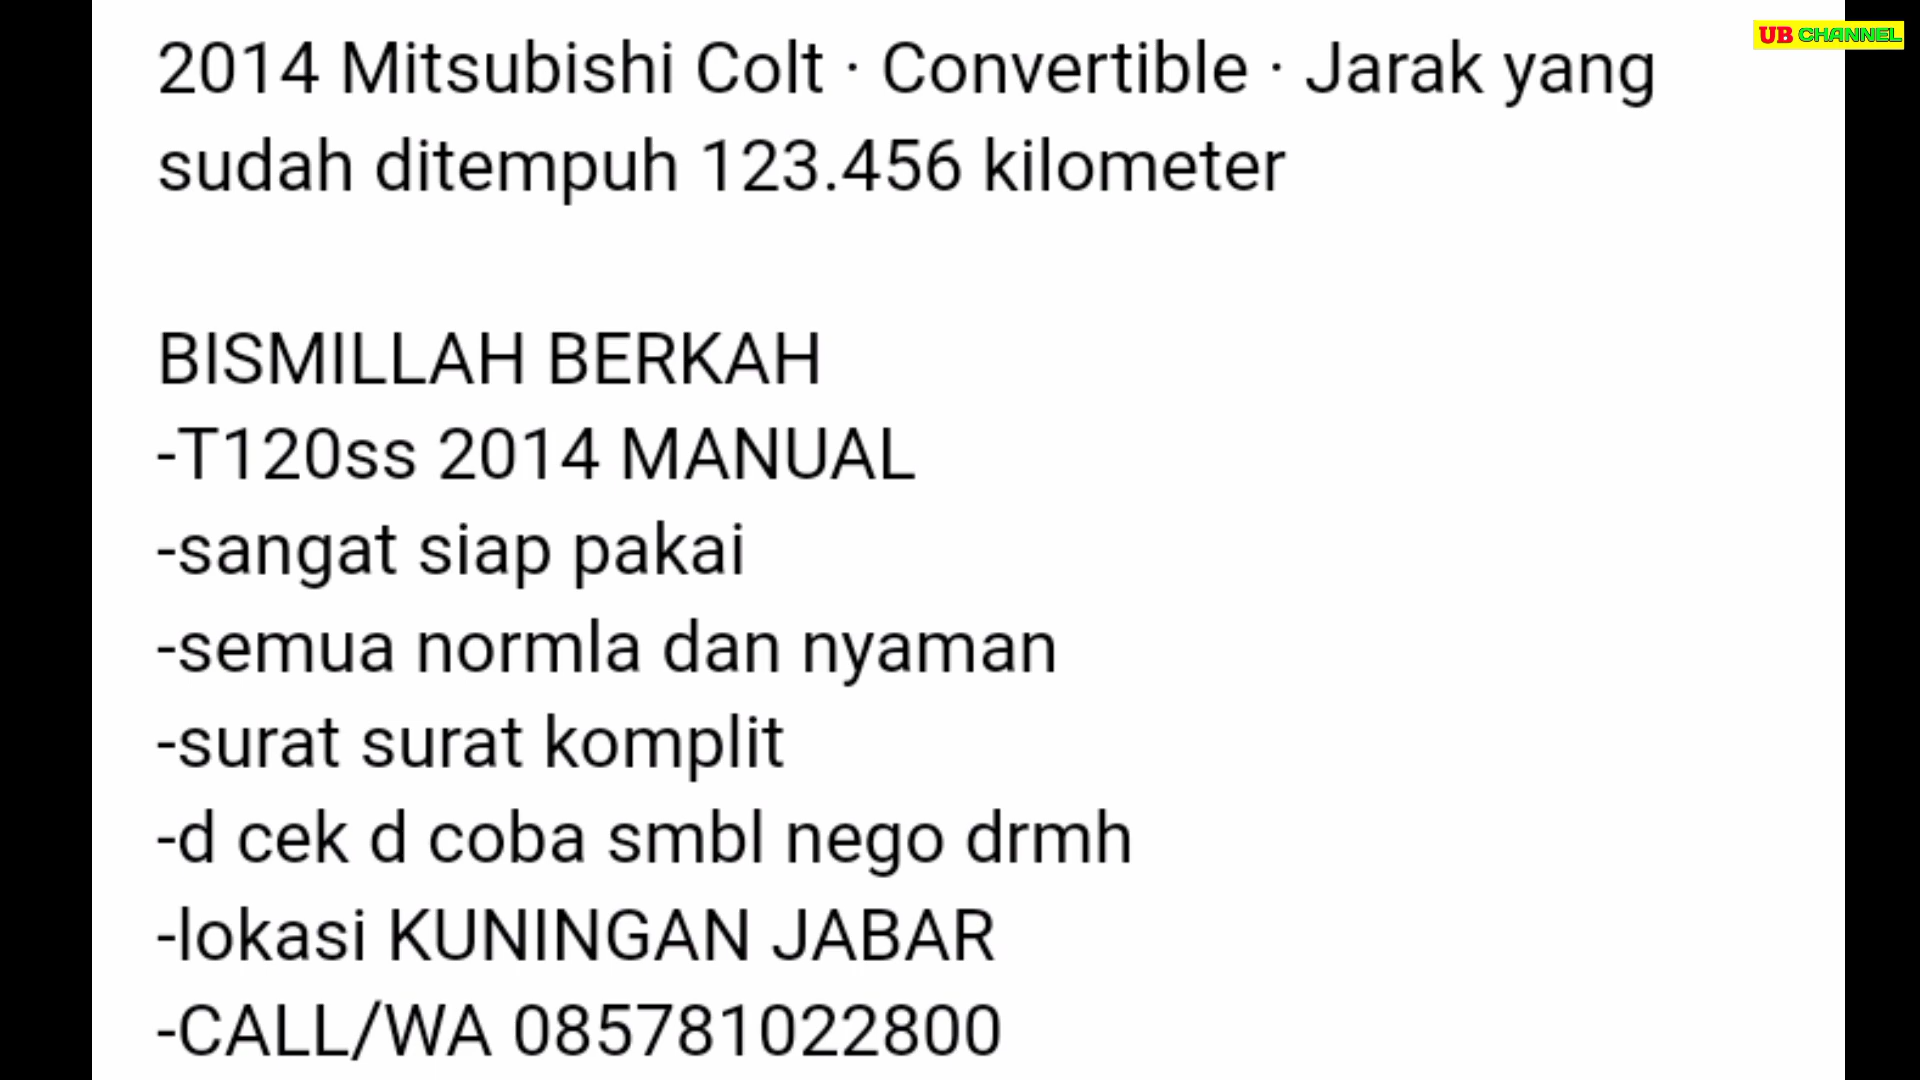 UB CHANNEL
2014 Mitsubishi Colt · Convertible · Jarak yang
sudah ditempuh 123.456 kilometer
BISMILLAH BERKAH
-T120ss 2014 MANUAL
-sangat siap pakai
-semua normla dan nyaman
-surat surat komplit
-d cek d coba smbl nego drmh
-lokasi KUNINGAN JABAR
-CALL/WA 085781022800